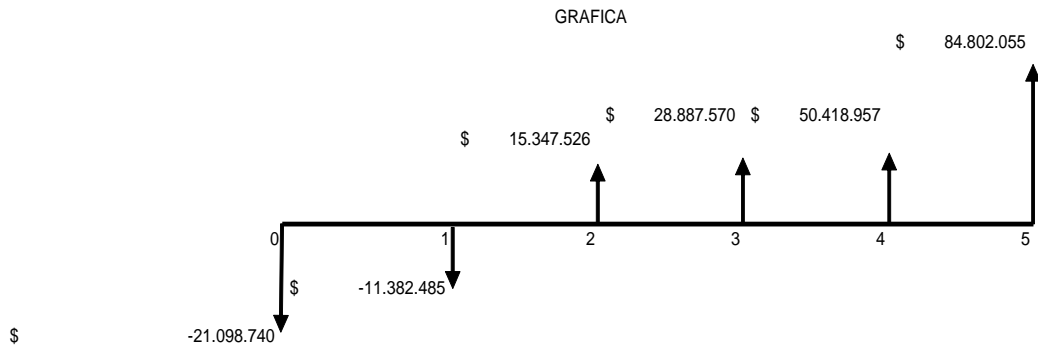 GRAFICA
$ 84.802.055
$ 28.887.570 $ 50.418.957
$ 15.347.526
0 1 2 3 4 5
$ -11.382.485
$ -21.098.740